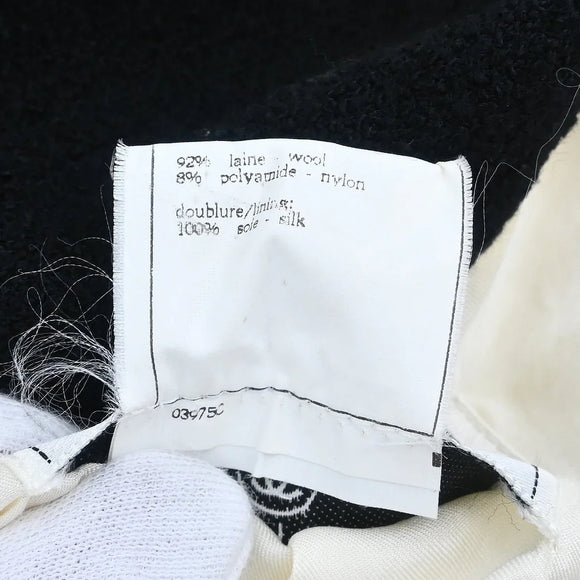 92% laine - wool
8% polyamide - nylon
doublure/lining:
100% soie - silk
03975C